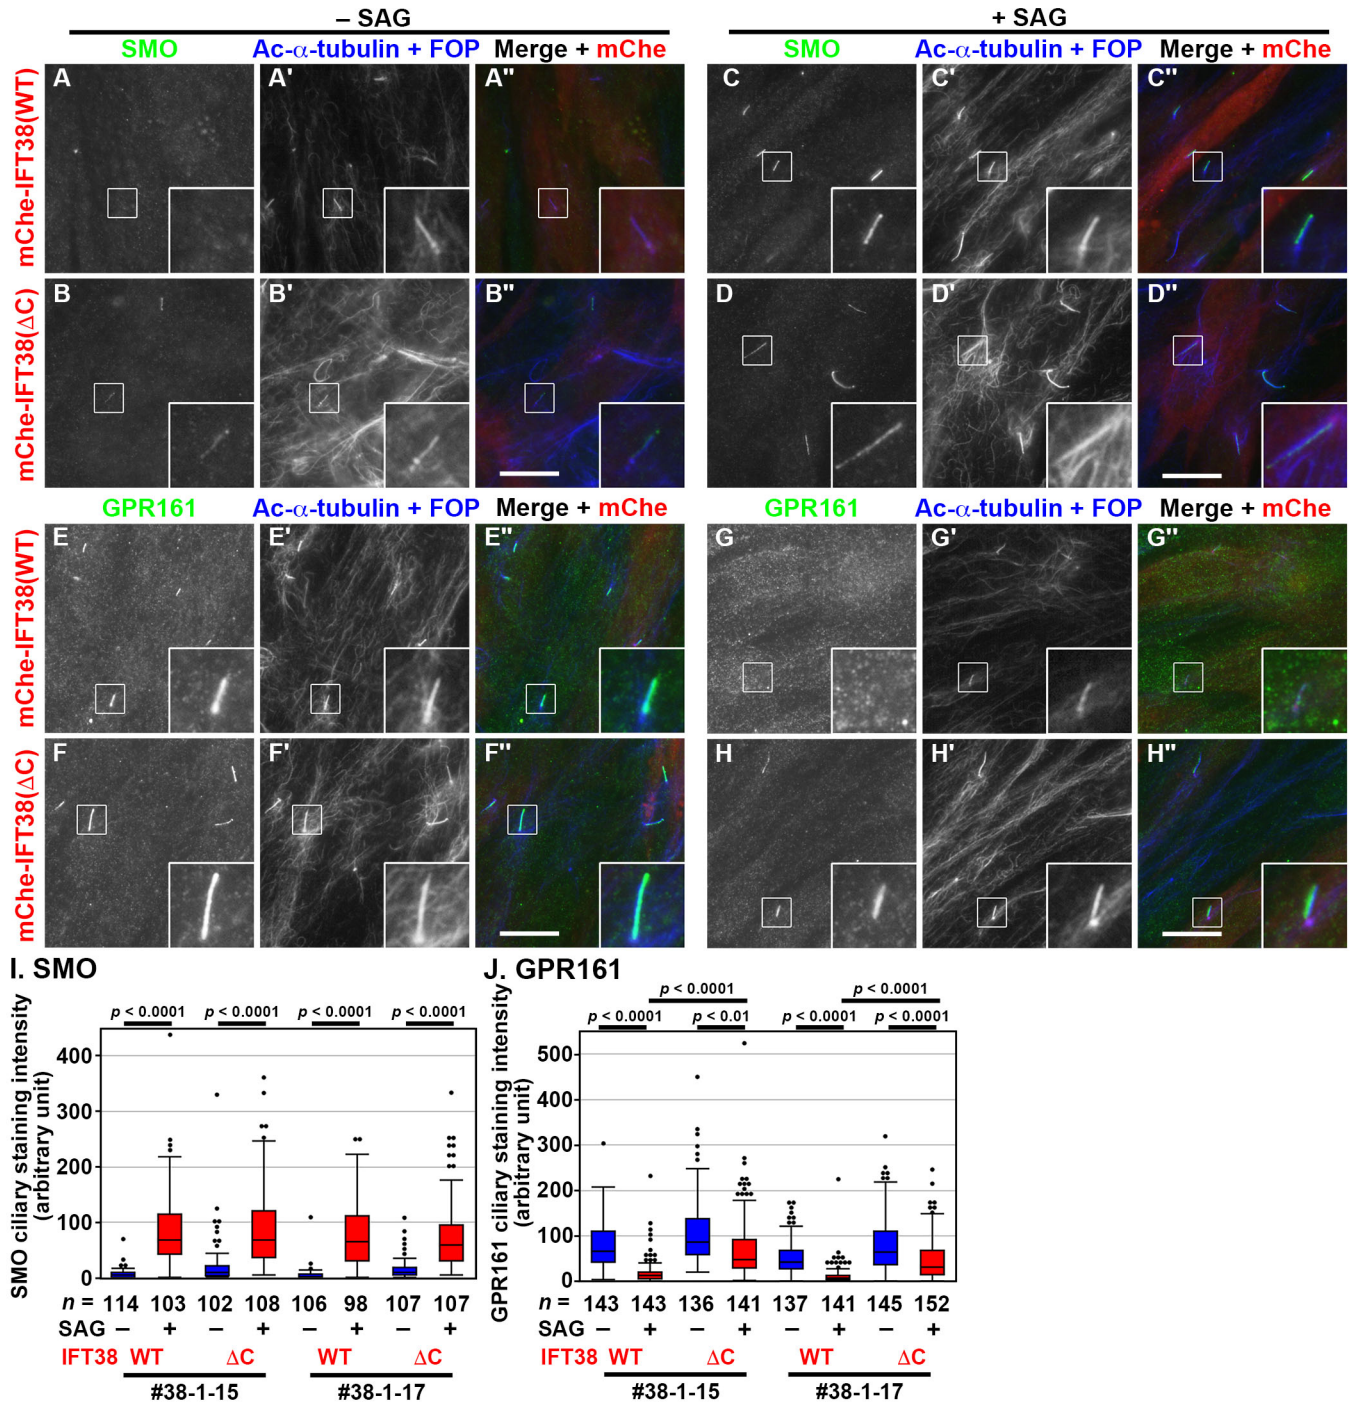 – SAG
+ SAG
SMO Ac-α-tubulin + FOP Merge + mChe
SMO Ac-α-tubulin + FOP Merge + mChe
mChe-IFT38(WT)
A A' A" C C' C"
mChe-IFT38(ΔC)
B B' B" D D' D"
GPR161 Ac-α-tubulin + FOP Merge + mChe
GPR161 Ac-α-tubulin + FOP Merge + mChe
mChe-IFT38(WT)
E E' E" G G' G"
mChe-IFT38(ΔC)
F F' F" H H' H"
I. SMO
p < 0.0001 p < 0.0001 p < 0.0001 p < 0.0001
SMO ciliary staining intensity
(arbitrary unit)
400
300
200
100
0
n = 114 103 102 108 106 98 107 107
SAG – + – + – + – +
IFT38 WT ΔC WT ΔC
#38-1-15 #38-1-17
J. GPR161
p < 0.0001 p < 0.0001
p < 0.0001 p < 0.01 p < 0.0001 p < 0.0001
GPR161 ciliary staining intensity
(arbitrary unit)
500
400
300
200
100
0
n = 143 143 136 141 137 141 145 152
SAG – + – + – + – +
IFT38 WT ΔC WT ΔC
#38-1-15 #38-1-17